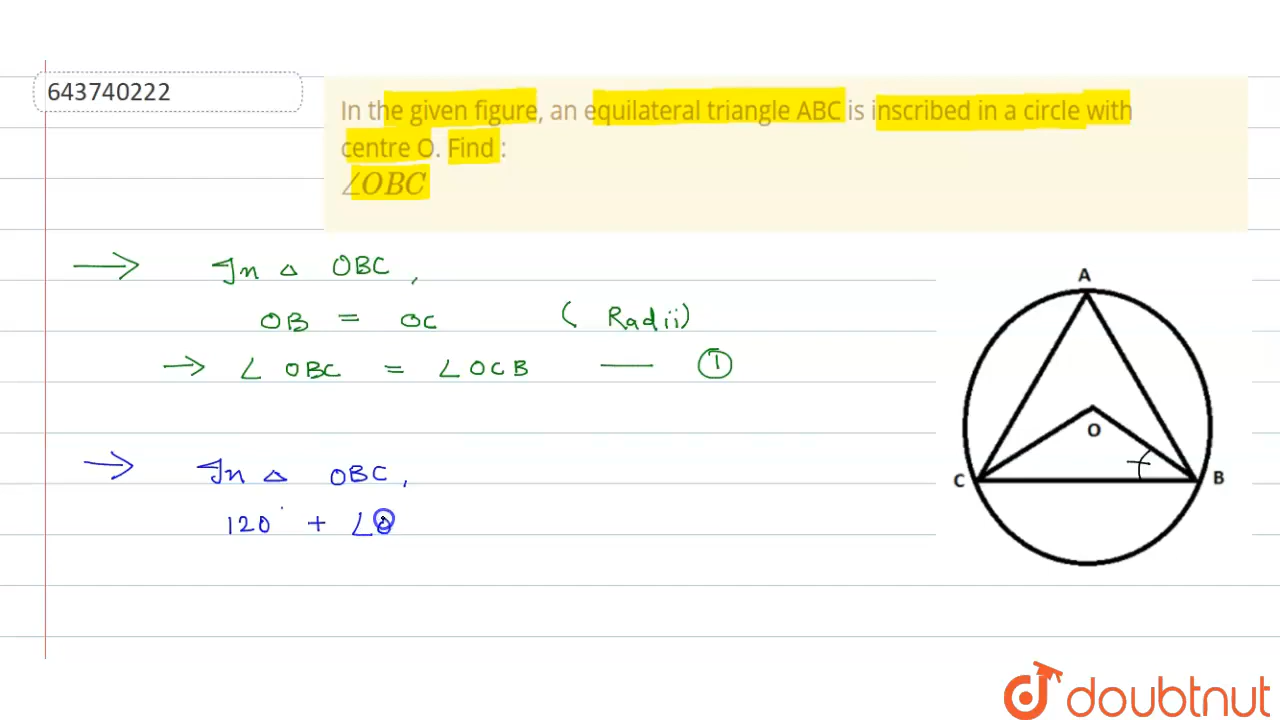 643740222
In the given figure, an equilateral triangle ABC is inscribed in a circle with
centre O. Find :
∠OBC
→ In △ OBC ,
OB = OC ( Radii)
→ ∠ OBC = ∠ OCB — ①
→ In △ OBC ,
120° + ∠O
A
O
C
B
doubtnut